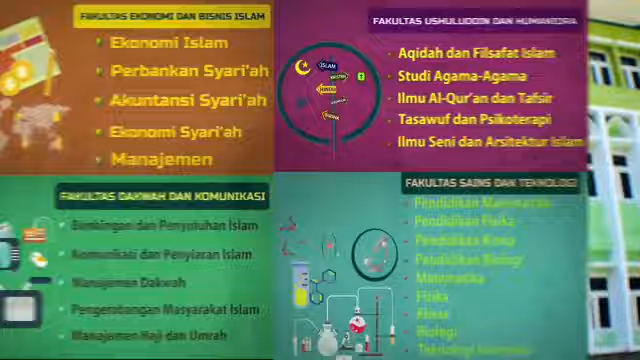 FAKULTAS EKONOMI DAN BISNIS ISLAM
Ekonomi Islam
Perbankan Syari'ah
Akuntansi Syari'ah
Ekonomi Syari'ah
Manajemen
FAKULTAS USHULUDDIN DAN HUMANIORA
ISLAM
Aqidah dan Filsafat Islam
Studi Agama-Agama
Ilmu Al-Qur'an dan Tafsir
Tasawuf dan Psikoterapi
Ilmu Seni dan Arsitektur Islam
FAKULTAS DAKWAH DAN KOMUNIKASI
Bimbingan dan Penyuluhan Islam
Komunikasi dan Penyiaran Islam
Manajemen Dakwah
Pengembangan Masyarakat Islam
Manajemen Haji dan Umrah
FAKULTAS SAINS DAN TEKNOLOGI
Pendidikan Matematika
Pendidikan Fisika
Pendidikan Kimia
Pendidikan Biologi
Matematika
Fisika
Kimia
Biologi
Teknologi